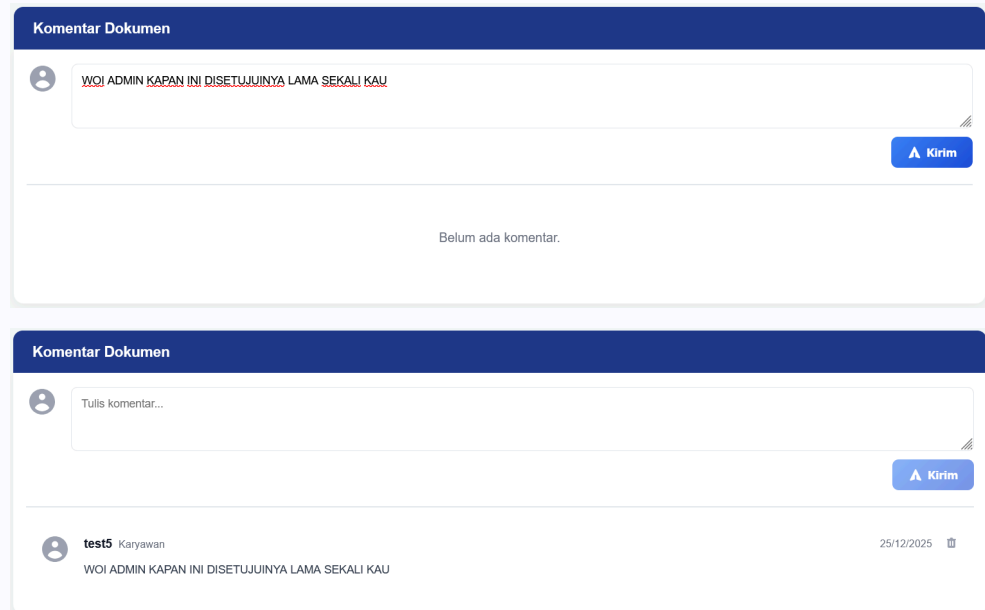 Komentar Dokumen
WOI ADMIN KAPAN INI DISETUJUINYA LAMA SEKALI KAU
Kirim
Belum ada komentar.
Komentar Dokumen
Tulis komentar...
Kirim
test5 Karyawan 25/12/2025
WOI ADMIN KAPAN INI DISETUJUINYA LAMA SEKALI KAU